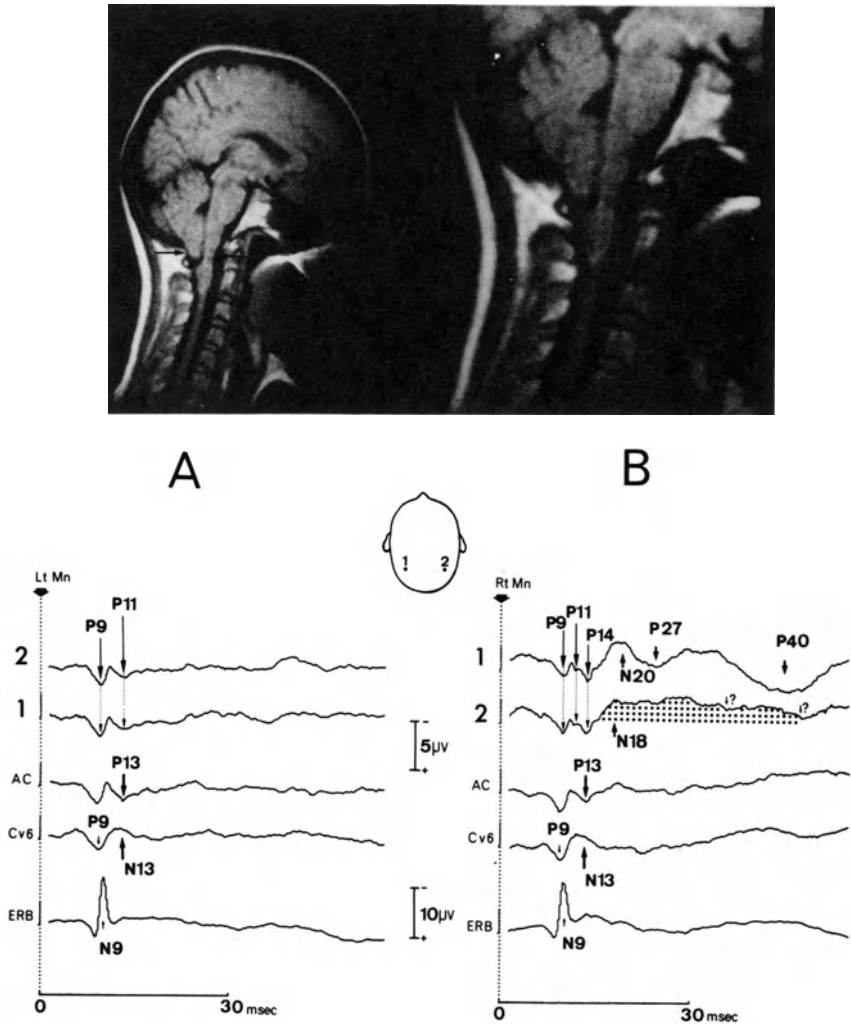 A
B
1 2
Lt Mn
P9
P11
2
1
5μv
AC
P13
Cv6
P9
N13
10μv
ERB
N9
0 30 msec
Rt Mn
P9 P11
P14
P27
P40
1
N20
2
↓?
↓?
N18
AC
P13
Cv6
P9
N13
ERB
N9
0 30 msec